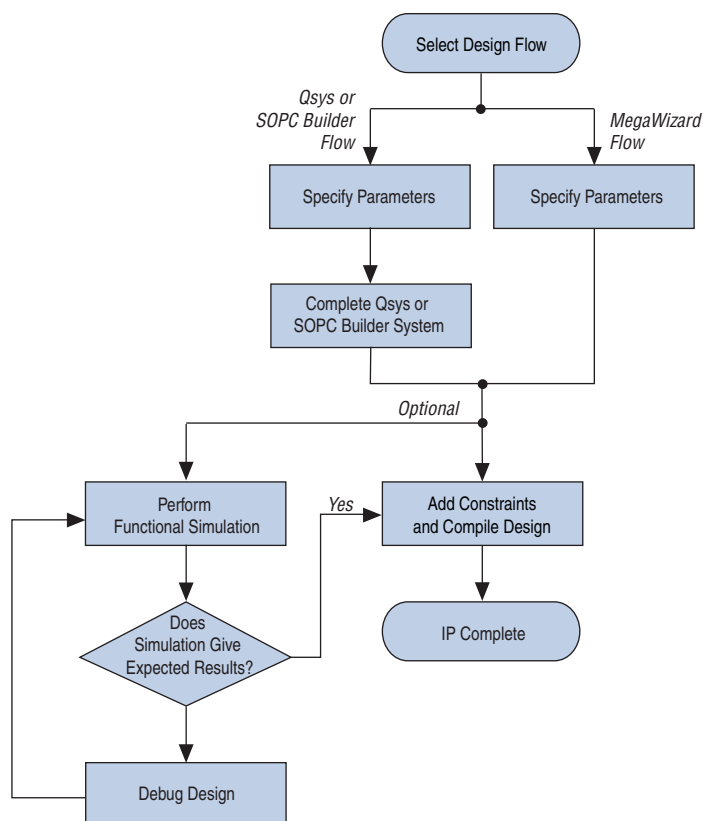 Select Design Flow
Qsys or
SOPC Builder
Flow
MegaWizard
Flow
Specify Parameters
Specify Parameters
Complete Qsys or
SOPC Builder System
Optional
Perform
Functional Simulation
Yes
Add Constraints
and Compile Design
Does
Simulation Give
Expected Results?
IP Complete
Debug Design